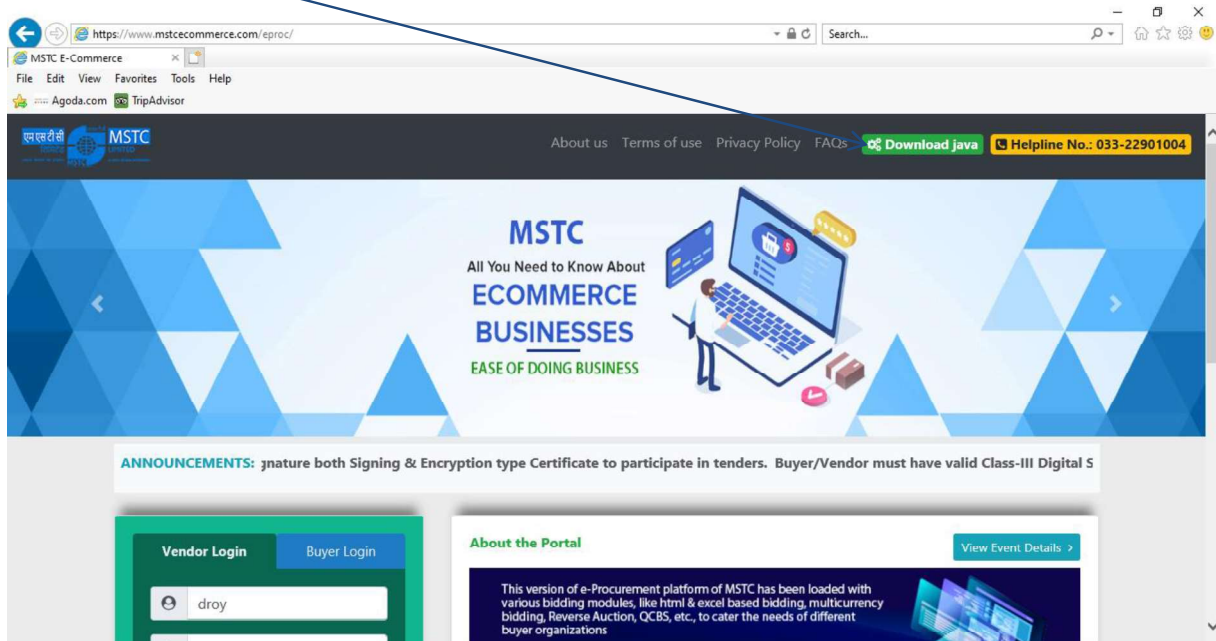 https://www.mstcecommerce.com/eproc/
Search...
MSTC E-Commerce
File Edit View Favorites Tools Help
Agoda.com TripAdvisor
एम एस टी सी MSTC
About us Terms of use Privacy Policy FAQs Download java Helpline No.: 033-22901004
MSTC
All You Need to Know About
ECOMMERCE
BUSINESSES
EASE OF DOING BUSINESS
5
ANNOUNCEMENTS: gnature both Signing & Encryption type Certificate to participate in tenders. Buyer/Vendor must have valid Class-III Digital S
Vendor Login Buyer Login
droy
About the Portal
View Event Details
This version of e-Procurement platform of MSTC has been loaded with
various bidding modules, like html & excel based bidding, multicurrency
bidding, Reverse Auction, QCBS, etc., to cater the needs of different
buyer organizations